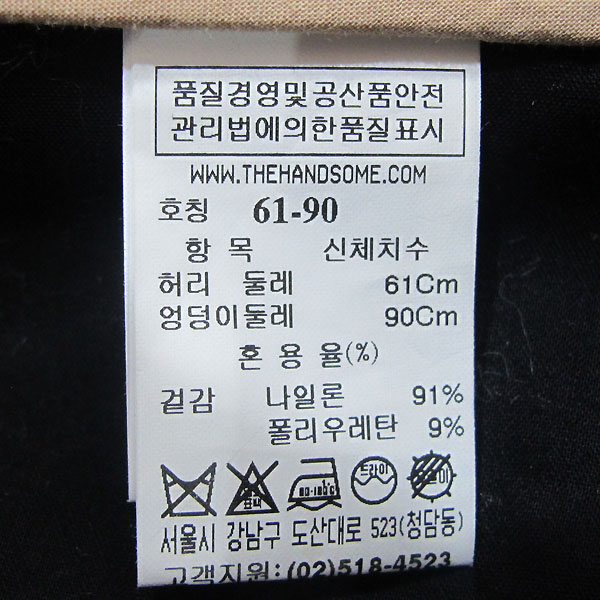 품질경영및공산품안전
관리법에의한품질표시
WWW.THEHANDSOME.COM
호칭 61-90
항 목 신체치수
허리 둘레 61Cm
엉덩이둘레 90Cm
혼 용 율(%)
겉감 나일론 91%
폴리우레탄 9%
드라이
서울시 강남구 도산대로 523(청담동)
고객지원: (02)518-4523